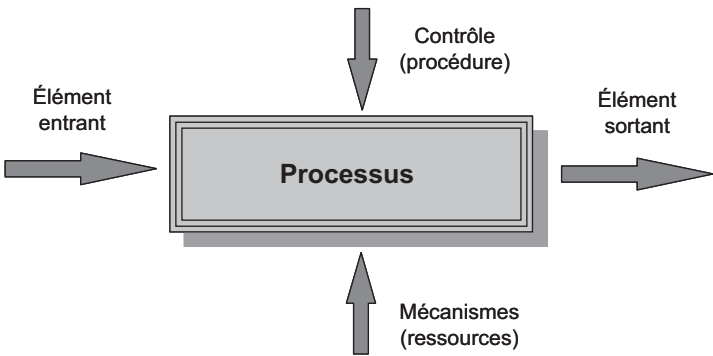 Contrôle
(procédure)
Élément
entrant
Élément
sortant
Processus
Mécanismes
(ressources)